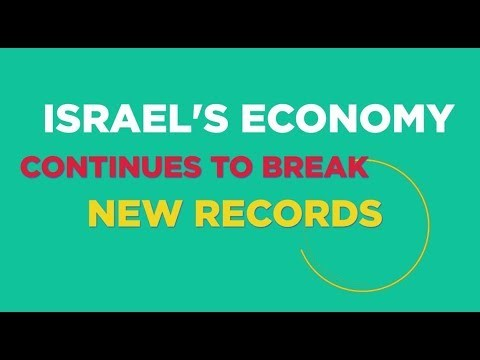 ISRAEL'S ECONOMY
CONTINUES TO BREAK
NEW RECORDS